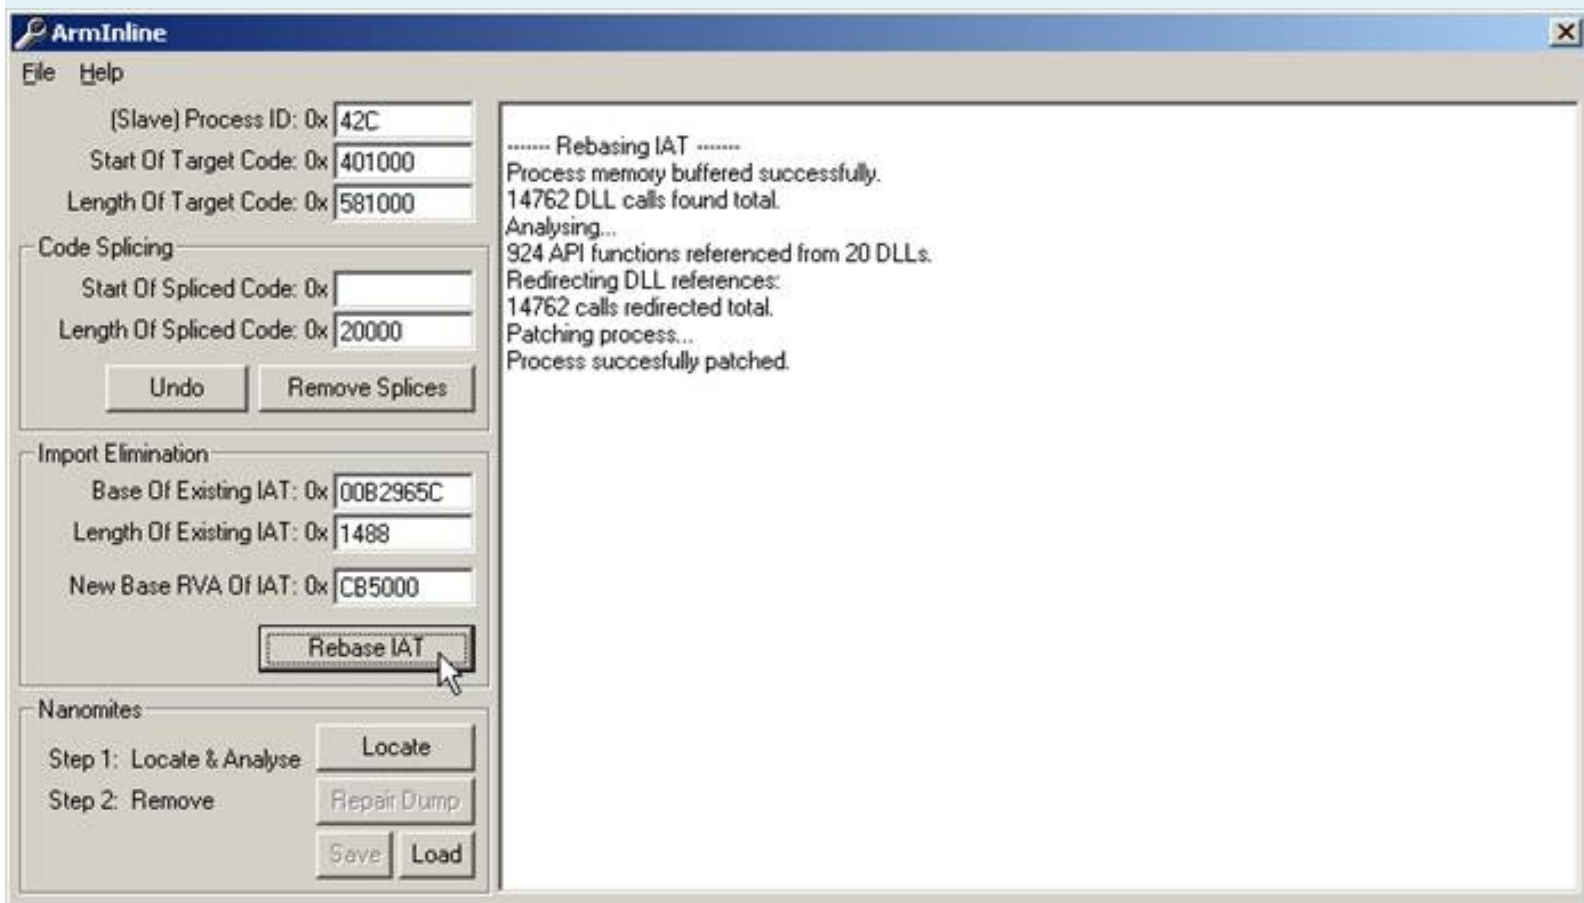 ArmInline
File Help
(Slave) Process ID: 0x 42C
Start Of Target Code: 0x 401000
Length Of Target Code: 0x 581000
Code Splicing
Start Of Spliced Code: 0x
Length Of Spliced Code: 0x 20000
Undo Remove Splices
Import Elimination
Base Of Existing IAT: 0x 00B2965C
Length Of Existing IAT: 0x 1488
New Base RVA Of IAT: 0x CB5000
Rebase IAT
Nanomites
Step 1: Locate & Analyse Locate
Step 2: Remove Repair Dump
Save Load
------- Rebasing IAT -------
Process memory buffered successfully.
14762 DLL calls found total.
Analysing...
924 API functions referenced from 20 DLLs.
Redirecting DLL references:
14762 calls redirected total.
Patching process...
Process succesfully patched.